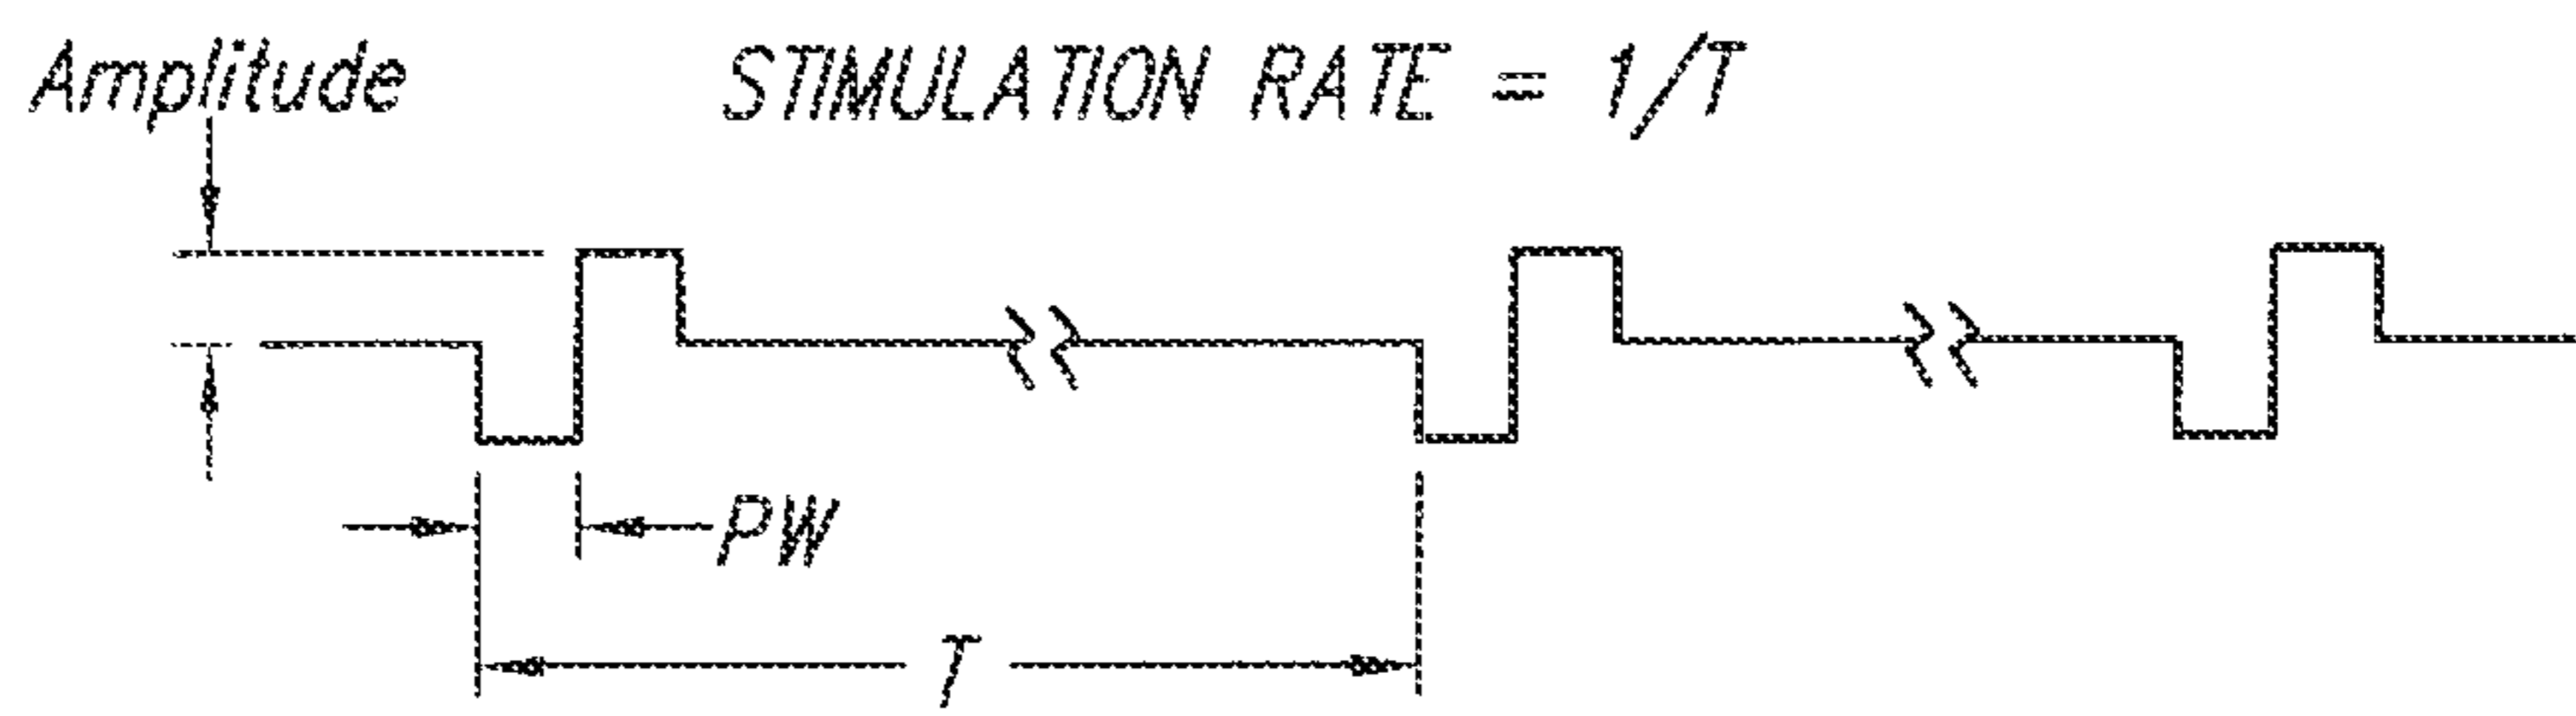 Amplitude
STIMULATION RATE = 1/T
PW
T